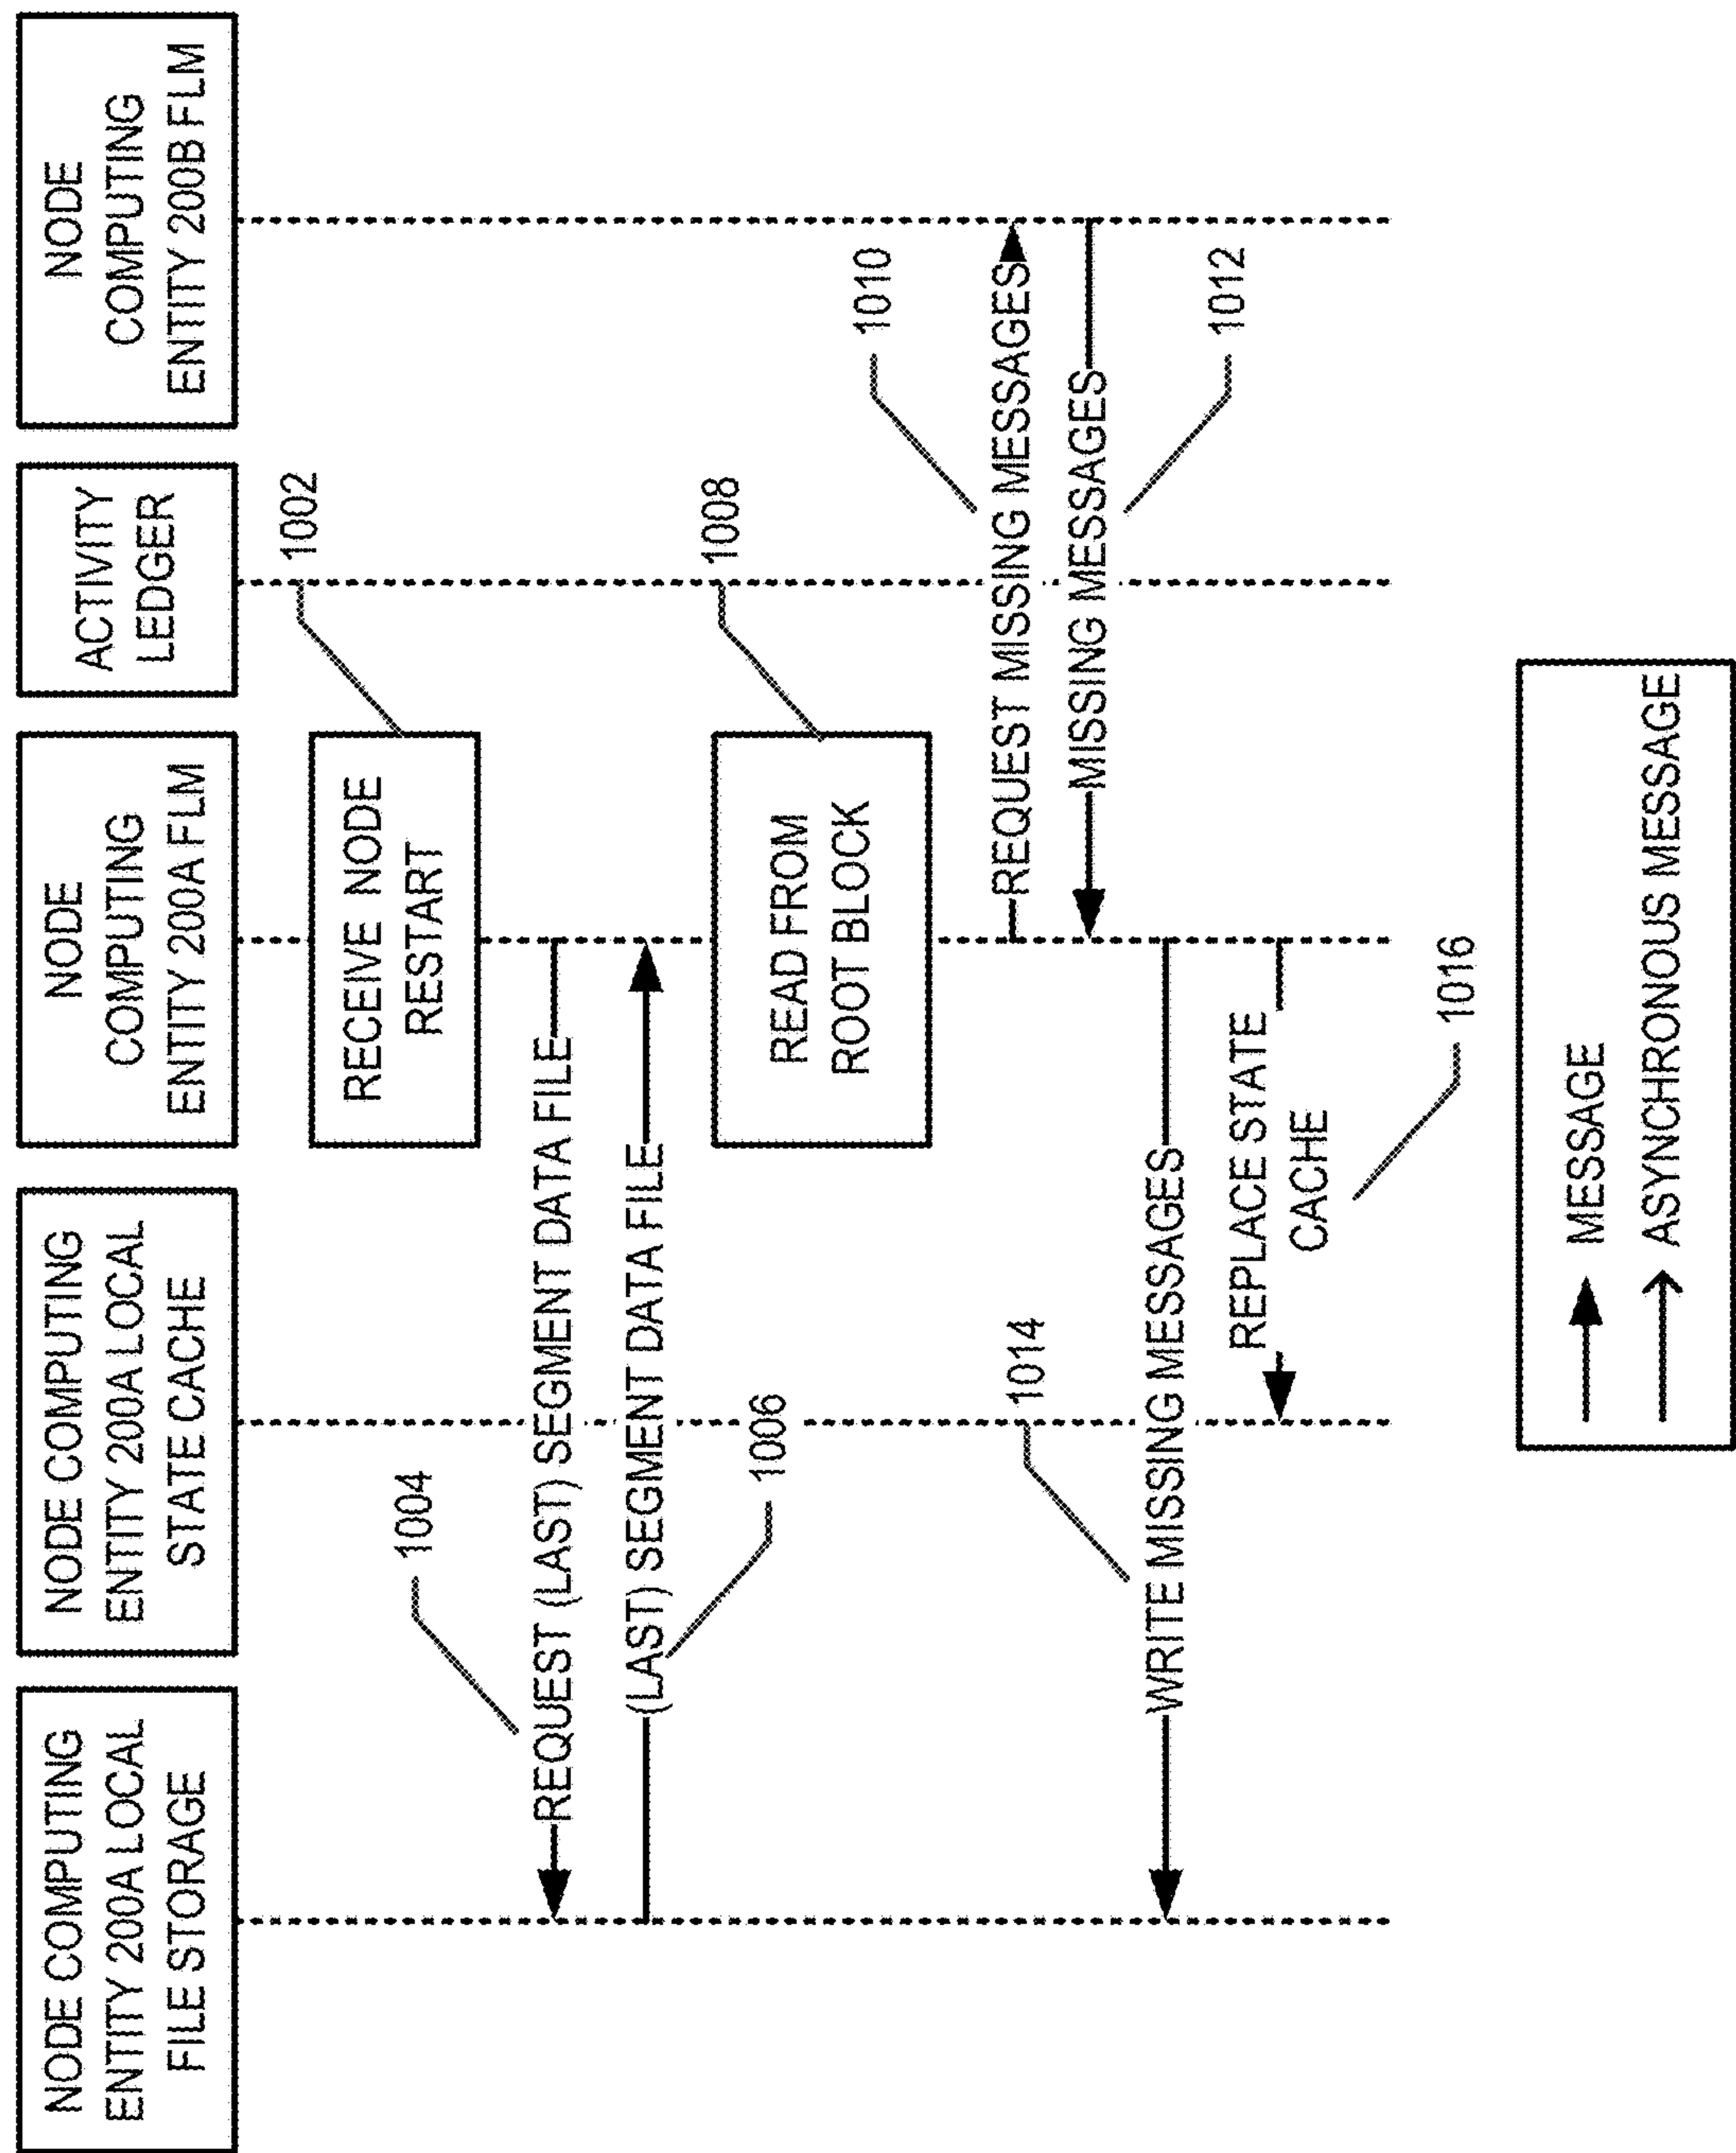 NODE COMPUTING
ENTITY 200A LOCAL
FILE STORAGE
NODE COMPUTING
ENTITY 200A LOCAL
STATE CACHE
NODE
COMPUTING
ENTITY 200A FLM
ACTIVITY
LEDGER
NODE
COMPUTING
ENTITY 200B FLM
1002
RECEIVE NODE
RESTART
1004
REQUEST (LAST) SEGMENT DATA FILE
(LAST) SEGMENT DATA FILE
1006
1008
READ FROM
ROOT BLOCK
1010
REQUEST MISSING MESSAGES
MISSING MESSAGES
1012
1014
WRITE MISSING MESSAGES
REPLACE STATE
CACHE
1016
MESSAGE
ASYNCHRONOUS MESSAGE